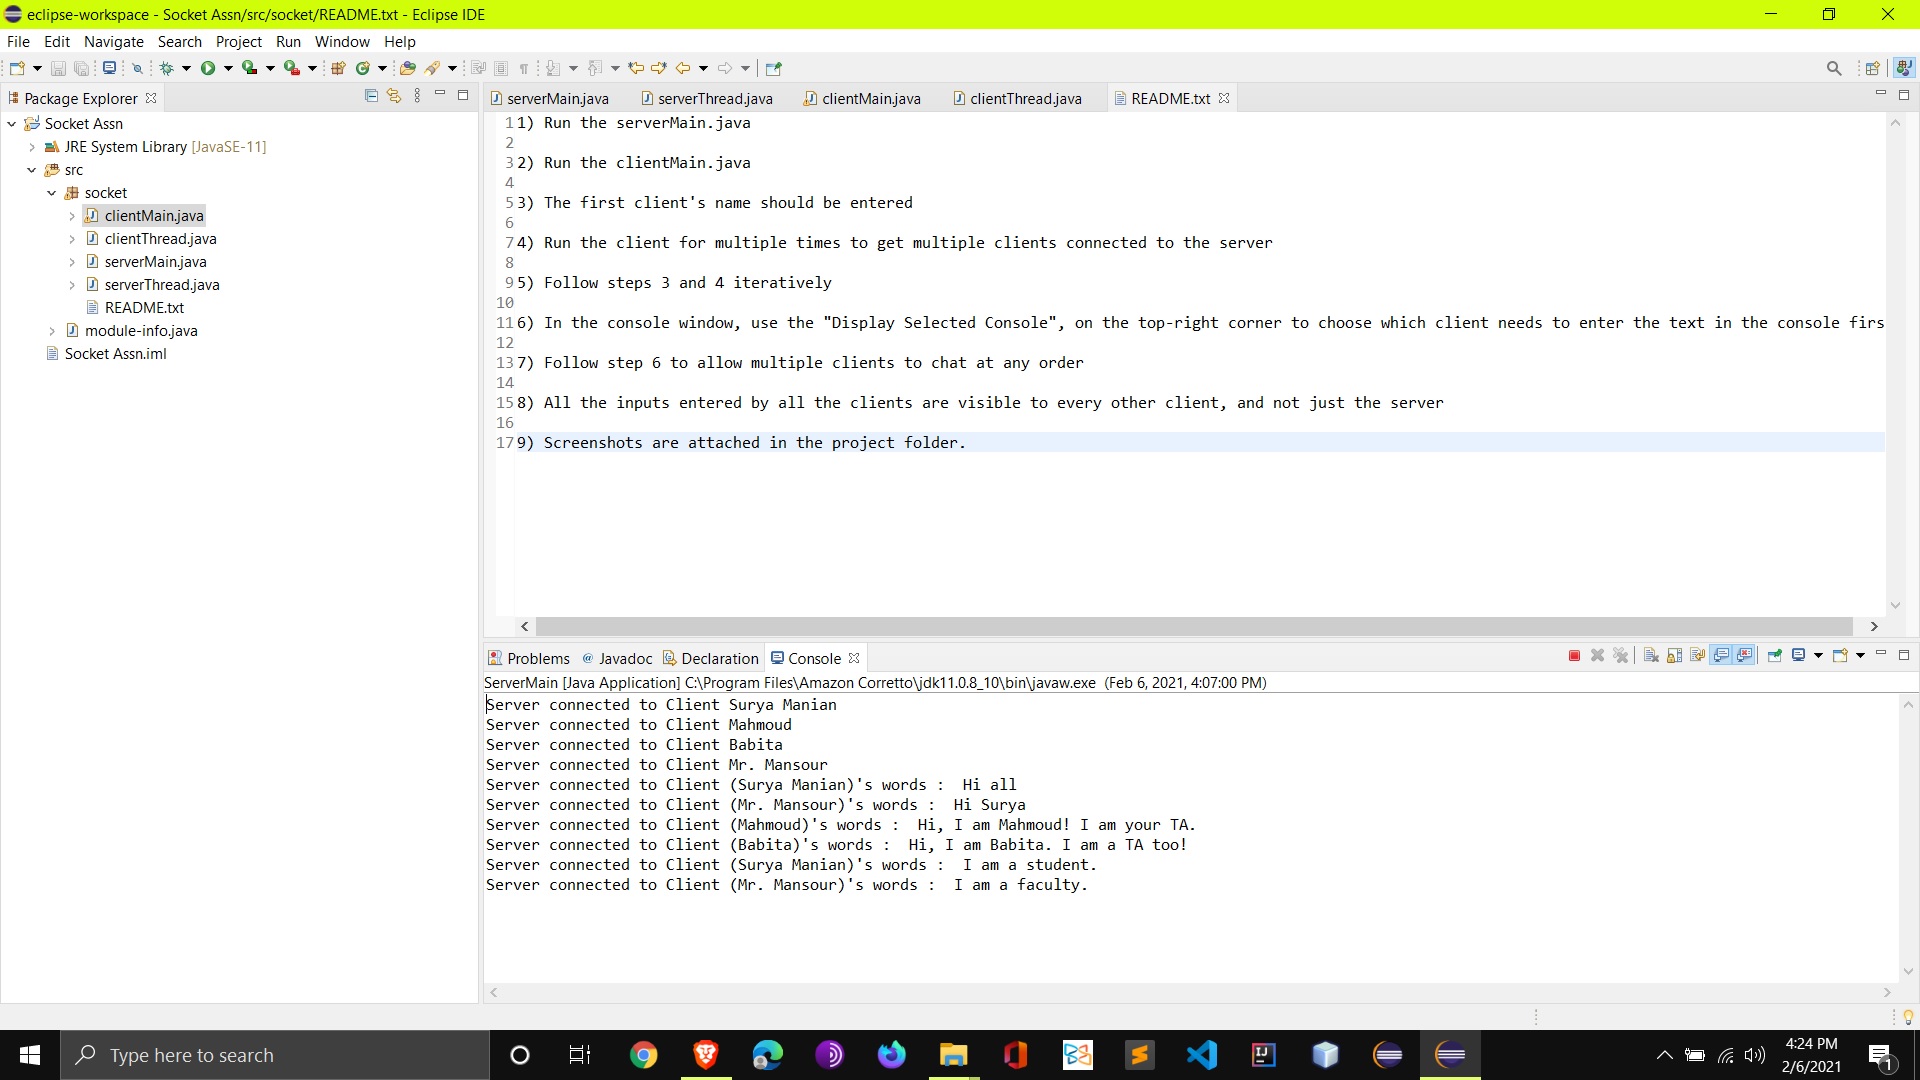 eclipse-workspace - Socket Assn/src/socket/README.txt - Eclipse IDE
File Edit Navigate Search Project Run Window Help
Package Explorer
serverMain.java serverThread.java clientMain.java clientThread.java README.txt
Socket Assn
JRE System Library [JavaSE-11]
src
socket
clientMain.java
clientThread.java
serverMain.java
serverThread.java
README.txt
module-info.java
Socket Assn.iml
1 1) Run the serverMain.java
2
3 2) Run the clientMain.java
4
5 3) The first client's name should be entered
6
7 4) Run the client for multiple times to get multiple clients connected to the server
8
9 5) Follow steps 3 and 4 iteratively
10
11 6) In the console window, use the "Display Selected Console", on the top-right corner to choose which client needs to enter the text in the console firs
12
13 7) Follow step 6 to allow multiple clients to chat at any order
14
15 8) All the inputs entered by all the clients are visible to every other client, and not just the server
16
17 9) Screenshots are attached in the project folder.
Problems @ Javadoc Declaration Console
ServerMain [Java Application] C:\Program Files\Amazon Corretto\jdk11.0.8_10\bin\javaw.exe (Feb 6, 2021, 4:07:00 PM)
Server connected to Client Surya Manian
Server connected to Client Mahmoud
Server connected to Client Babita
Server connected to Client Mr. Mansour
Server connected to Client (Surya Manian)'s words :  Hi all
Server connected to Client (Mr. Mansour)'s words :  Hi Surya
Server connected to Client (Mahmoud)'s words :  Hi, I am Mahmoud! I am your TA.
Server connected to Client (Babita)'s words :  Hi, I am Babita. I am a TA too!
Server connected to Client (Surya Manian)'s words :  I am a student.
Server connected to Client (Mr. Mansour)'s words :  I am a faculty.
Type here to search
4:24 PM
2/6/2021
1